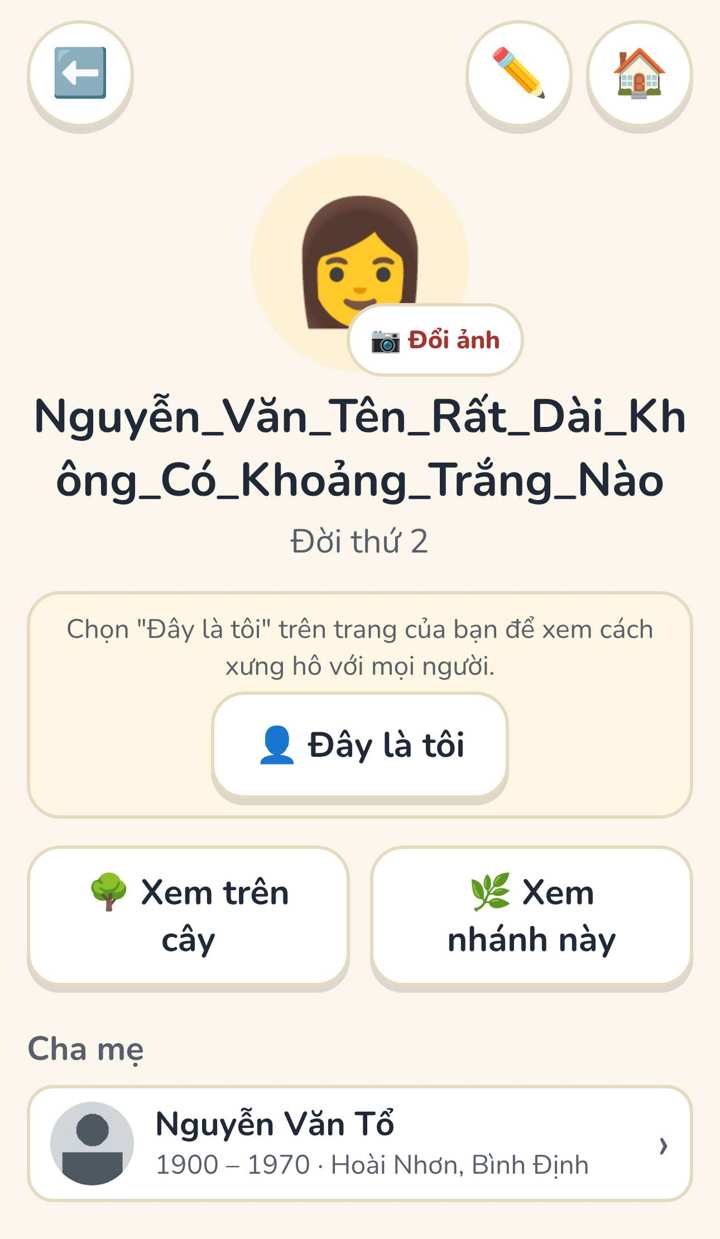 Đổi ảnh
Nguyễn_Văn_Tên_Rất_Dài_Kh
ông_Có_Khoảng_Trắng_Nào
Đời thứ 2
Chọn "Đây là tôi" trên trang của bạn để xem cách
xưng hô với mọi người.
Đây là tôi
Xem trên
cây
Xem
nhánh này
Cha mẹ
Nguyễn Văn Tổ
1900 – 1970 · Hoài Nhơn, Bình Định